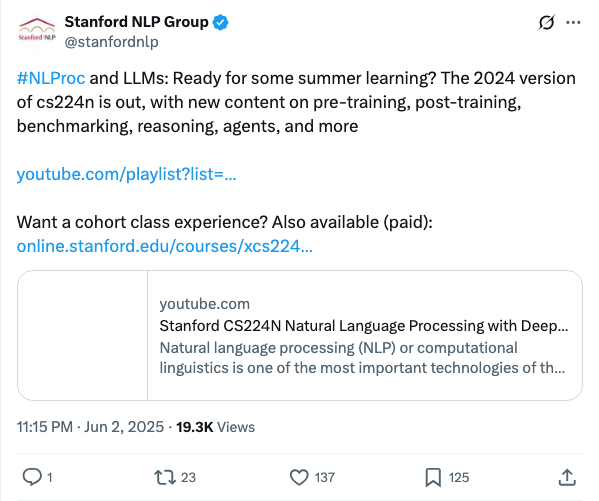 Stanford NLP Group
@stanfordnlp
#NLProc and LLMs: Ready for some summer learning? The 2024 version
of cs224n is out, with new content on pre-training, post-training,
benchmarking, reasoning, agents, and more
youtube.com/playlist?list=...
Want a cohort class experience? Also available (paid):
online.stanford.edu/courses/xcs224...
youtube.com
Stanford CS224N Natural Language Processing with Deep...
Natural language processing (NLP) or computational
linguistics is one of the most important technologies of th...
11:15 PM · Jun 2, 2025 · 19.3K Views
1 23 137 125